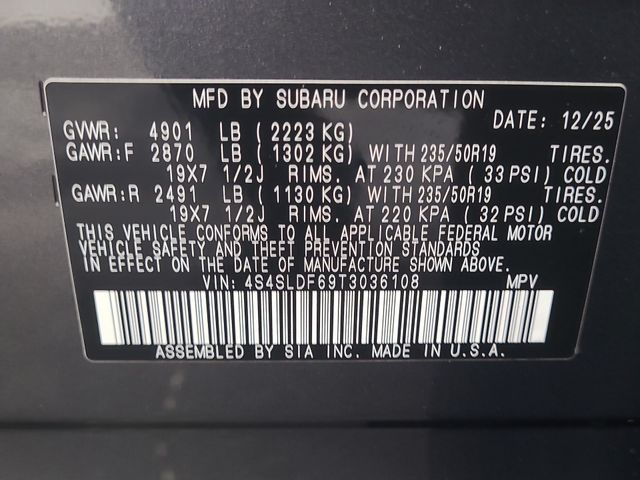 MFD BY SUBARU CORPORATION
DATE: 12/25
GVWR: 4901 LB (2223 KG)
GAWR:F 2870 LB (1302 KG) WITH 235/50R19 TIRES.
19X7 1/2J RIMS. AT 230 KPA (33 PSI) COLD
GAWR:R 2491 LB (1130 KG) WITH 235/50R19 TIRES.
19X7 1/2J RIMS. AT 220 KPA (32 PSI) COLD
THIS VEHICLE CONFORMS TO ALL APPLICABLE FEDERAL MOTOR
VEHICLE SAFETY AND THEFT PREVENTION STANDARDS
IN EFFECT ON THE DATE OF MANUFACTURE SHOWN ABOVE.
VIN: 4S4SLDF69T3036108 MPV
ASSEMBLED BY SIA INC. MADE IN U.S.A.